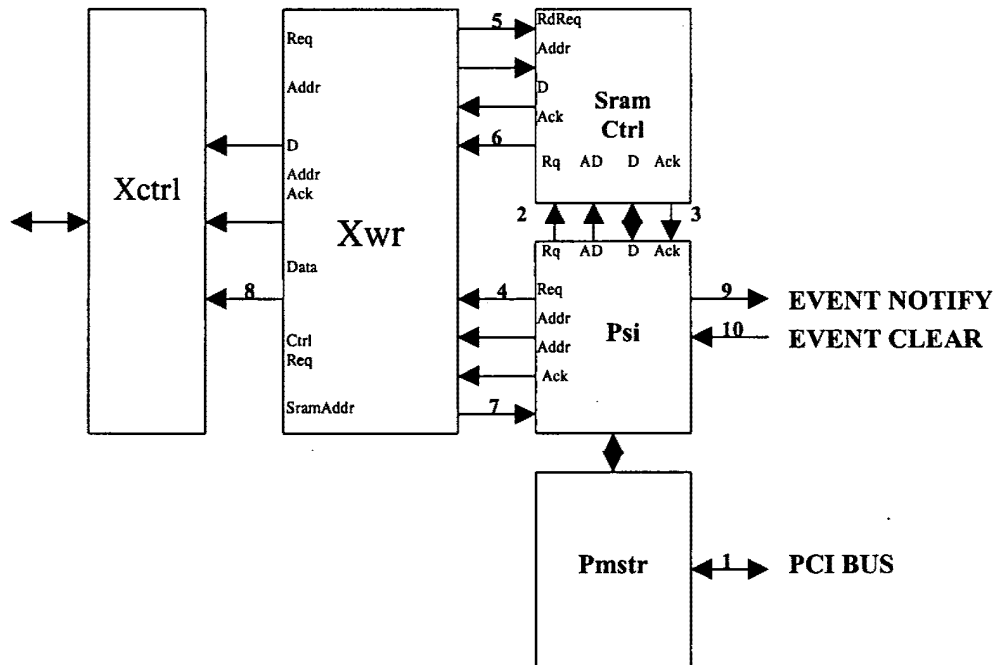 Xctrl
Req
Addr
D
Addr
Ack
Data
Ctrl
Req
SramAddr
Xwr
5
6
8
4
7
RdReq
Addr
D
Ack
Sram
Ctrl
Rq AD D Ack
2
3
Rq AD D Ack
Req
Addr
Addr
Ack
Psi
9 EVENT NOTIFY
10 EVENT CLEAR
Pmstr
1 PCI BUS